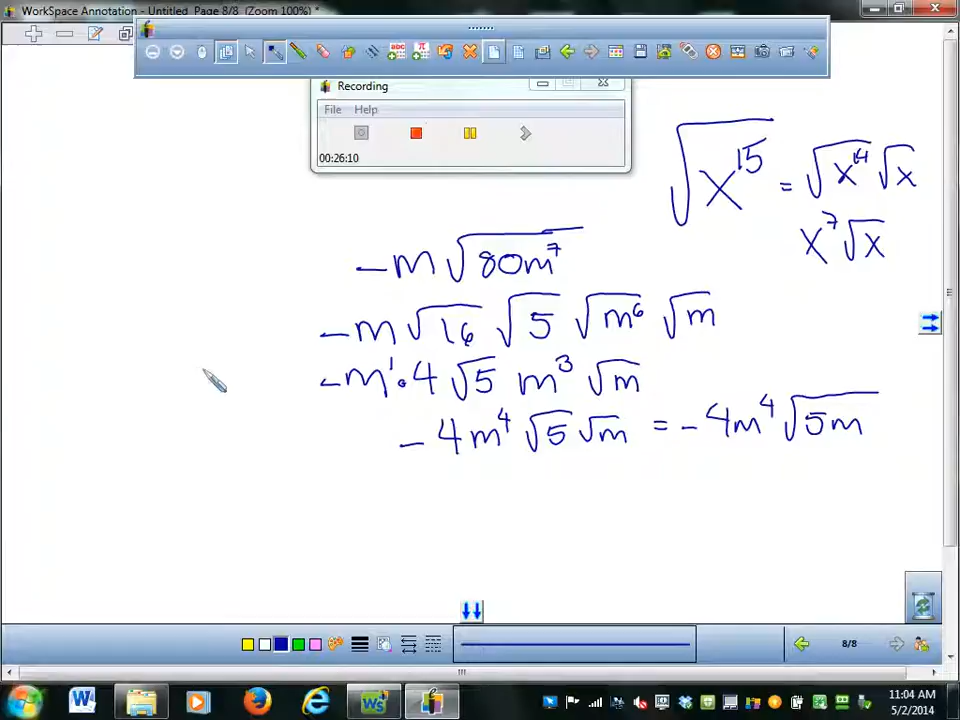 WorkSpace Annotation - Untitled Page 8/8 (Zoom 100%) *
Recording
File Help
00:26:10
√x¹⁵ = √x¹⁴ √x
x⁷√x
-m√80m⁷
-m√16 √5 √m⁶ √m
-m¹•4 √5 m³ √m
-4m⁴ √5 √m = -4m⁴√5m
8/8
11:04 AM
5/2/2014